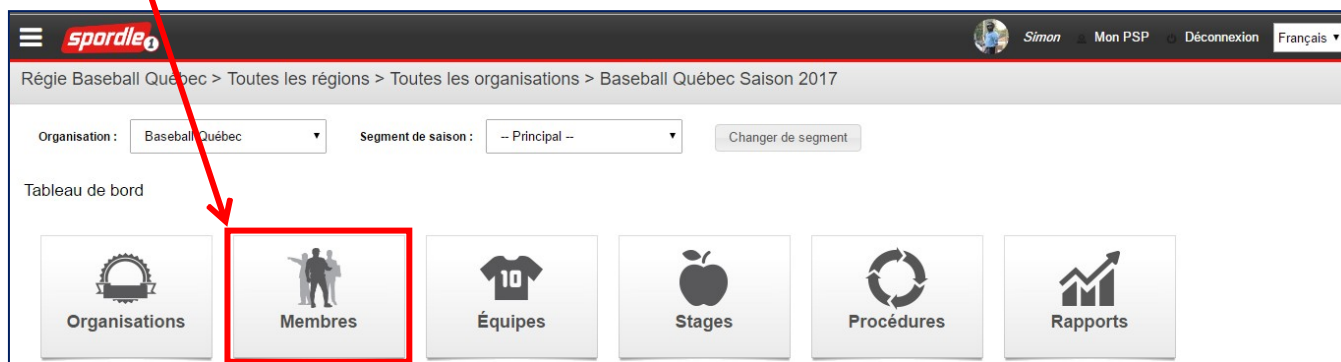 spordle 1 Simon Mon PSP Déconnexion Français
Régie Baseball Québec > Toutes les régions > Toutes les organisations > Baseball Québec Saison 2017
Organisation : Baseball Québec Segment de saison : -- Principal -- Changer de segment
Tableau de bord
10
Organisations Membres Équipes Stages Procédures Rapports